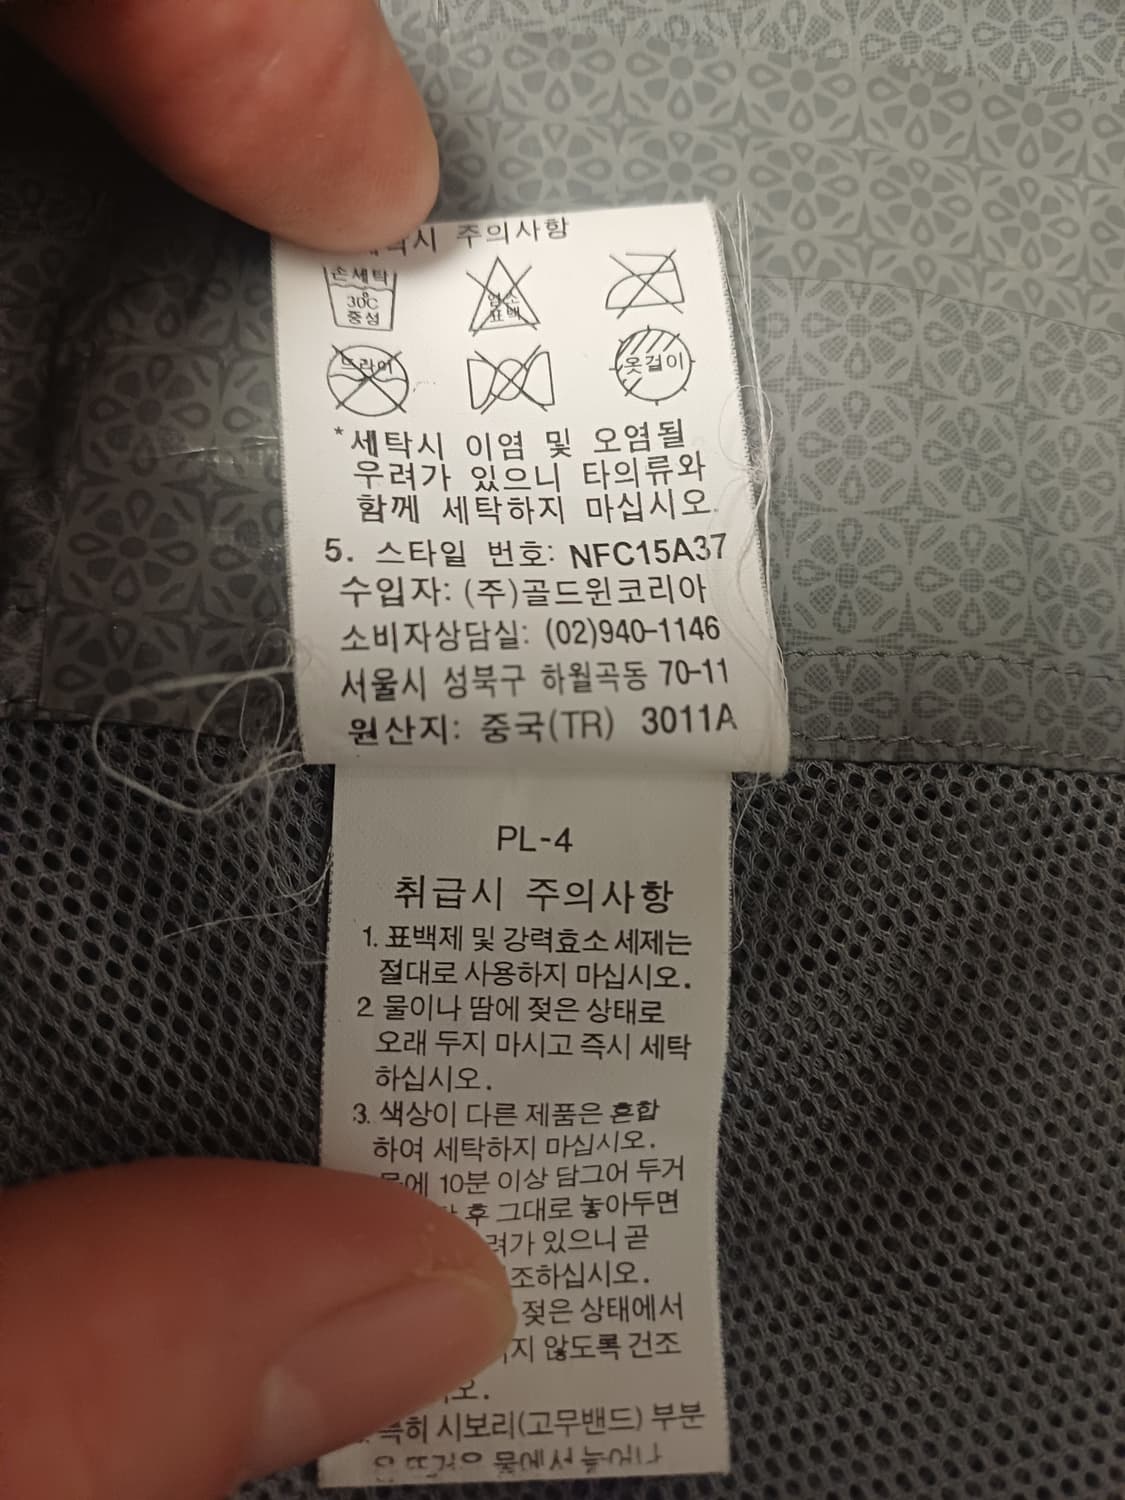 주의사항
손세탁
30C
중성
염소
표백
드라이
옷걸이
*세탁시 이염 및 오염될
우려가 있으니 타의류와
함께 세탁하지 마십시오.
5. 스타일 번호: NFC15A37
수입자: (주)골드윈코리아
소비자상담실: (02)940-1146
서울시 성북구 하월곡동 70-11
원산지: 중국(TR) 3011A
PL-4
취급시 주의사항
1. 표백제 및 강력효소 세제는
절대로 사용하지 마십시오.
2 물이나 땀에 젖은 상태로
오래 두지 마시고 즉시 세탁
하십시오.
3. 색상이 다른 제품은 혼합
하여 세탁하지 마십시오.
10분 이상 담그어 두거
후 그대로 놓아두면
있으니 곧
젖은 상태에서
않도록 건조
특히 시보리(고무밴드) 부분